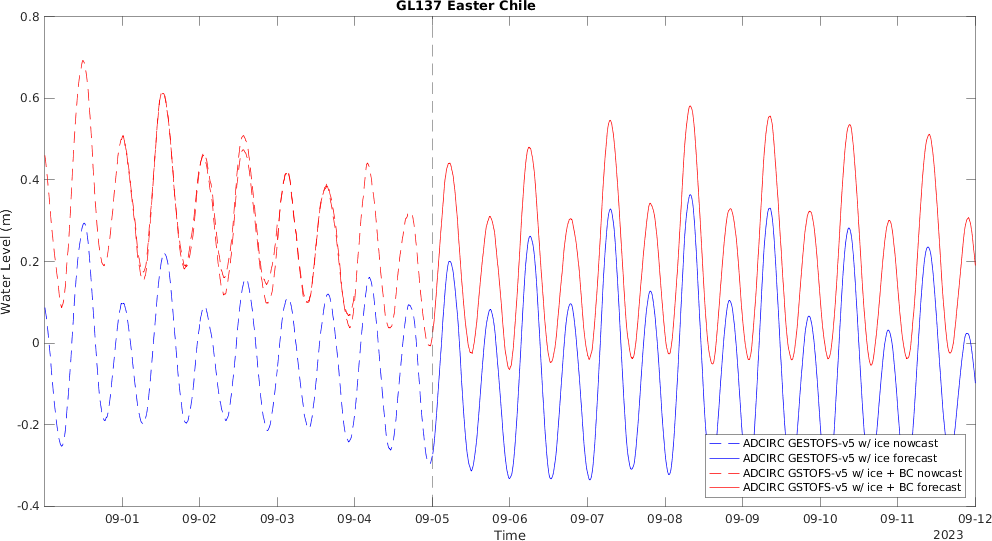 GL137 Easter Chile
0.8
0.6
0.4
0.2
0
-0.2
-0.4
Water Level (m)
09-01 09-02 09-03 09-04 09-05 09-06 09-07 09-08 09-09 09-10 09-11 09-12
Time
2023
ADCIRC GESTOFS-v5 w/ ice nowcast
ADCIRC GESTOFS-v5 w/ ice forecast
ADCIRC GSTOFS-v5 w/ ice + BC nowcast
ADCIRC GSTOFS-v5 w/ ice + BC forecast